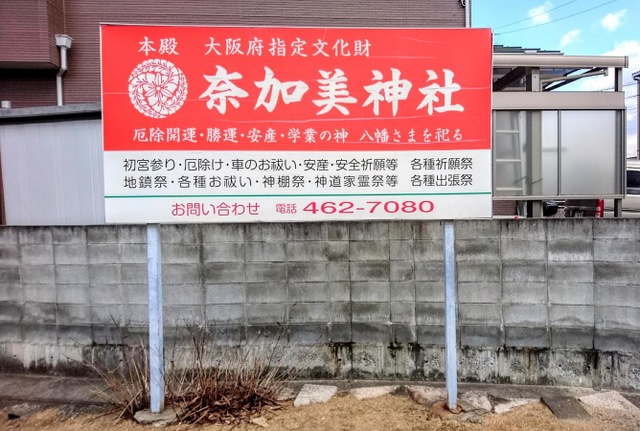 本殿 大阪府指定文化財
奈加美神社
厄除開運・勝運・安産・学業の神 八幡さまを祀る
初宮参り・厄除け・車のお祓い・安産・安全祈願等 各種祈願祭
地鎮祭・各種お祓い・神棚祭・神道家霊祭等 各種出張祭
お問い合わせ 電話 462-7080